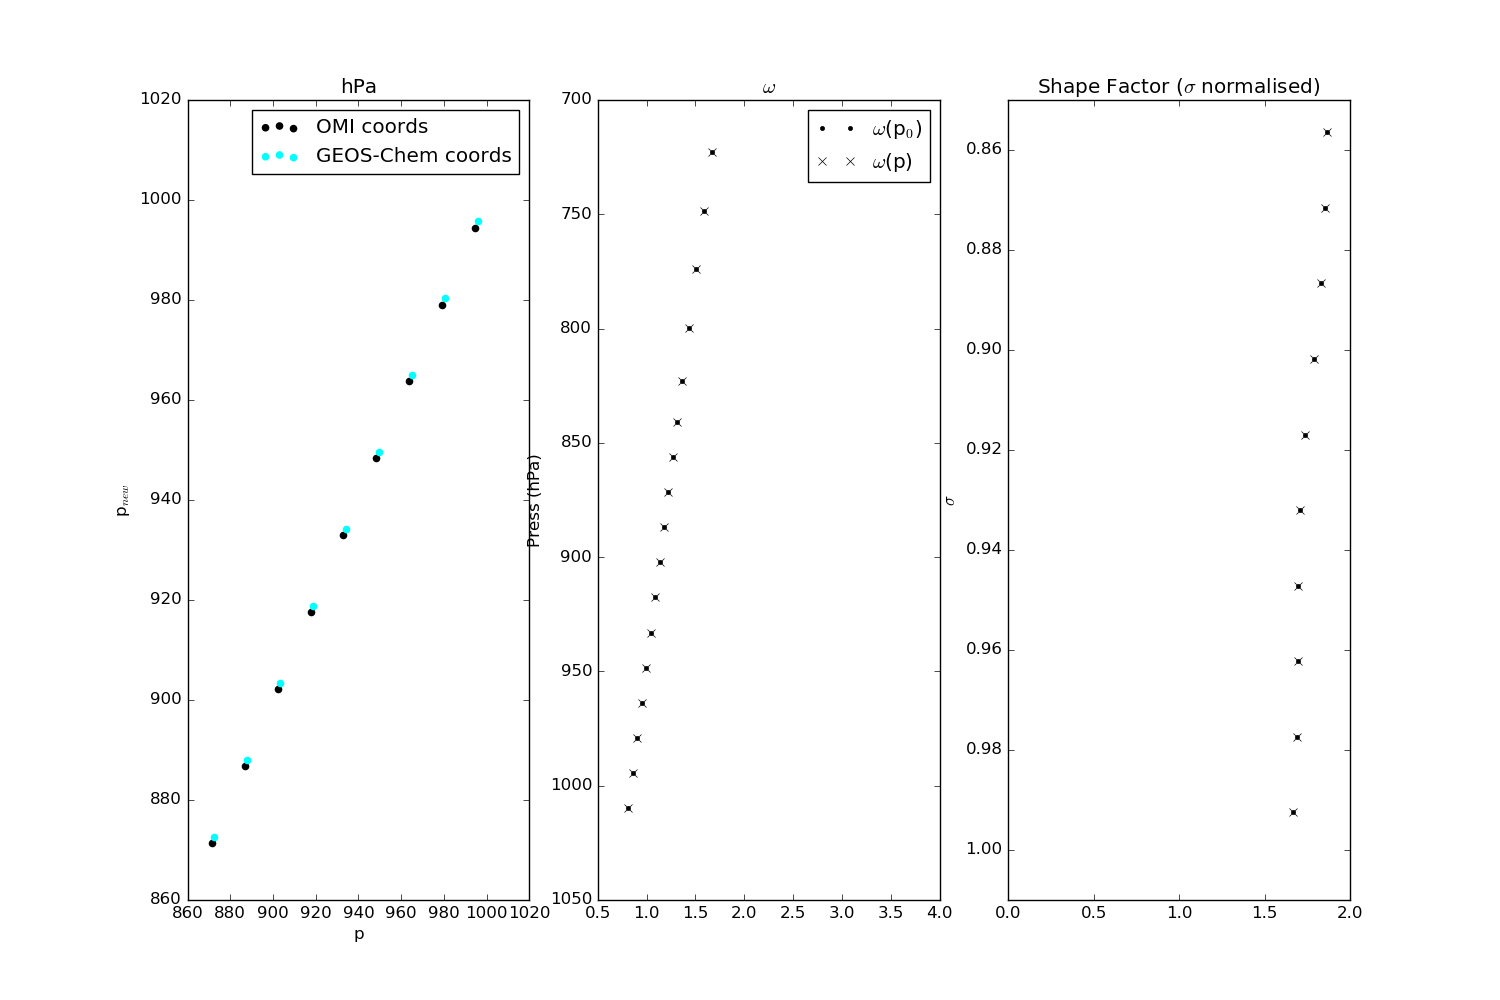 hPa
1020
1000
980
960
940
920
900
880
860
860 880 900 920 940 960 980 1000 1020
p
p_new
OMI coords
GEOS-Chem coords
ω
700
750
800
850
900
950
1000
1050
0.5 1.0 1.5 2.0 2.5 3.0 3.5 4.0
Press (hPa)
ω(p₀)
ω(p)
Shape Factor (σ normalised)
0.86
0.88
0.90
0.92
0.94
0.96
0.98
1.00
0.0 0.5 1.0 1.5 2.0
σ